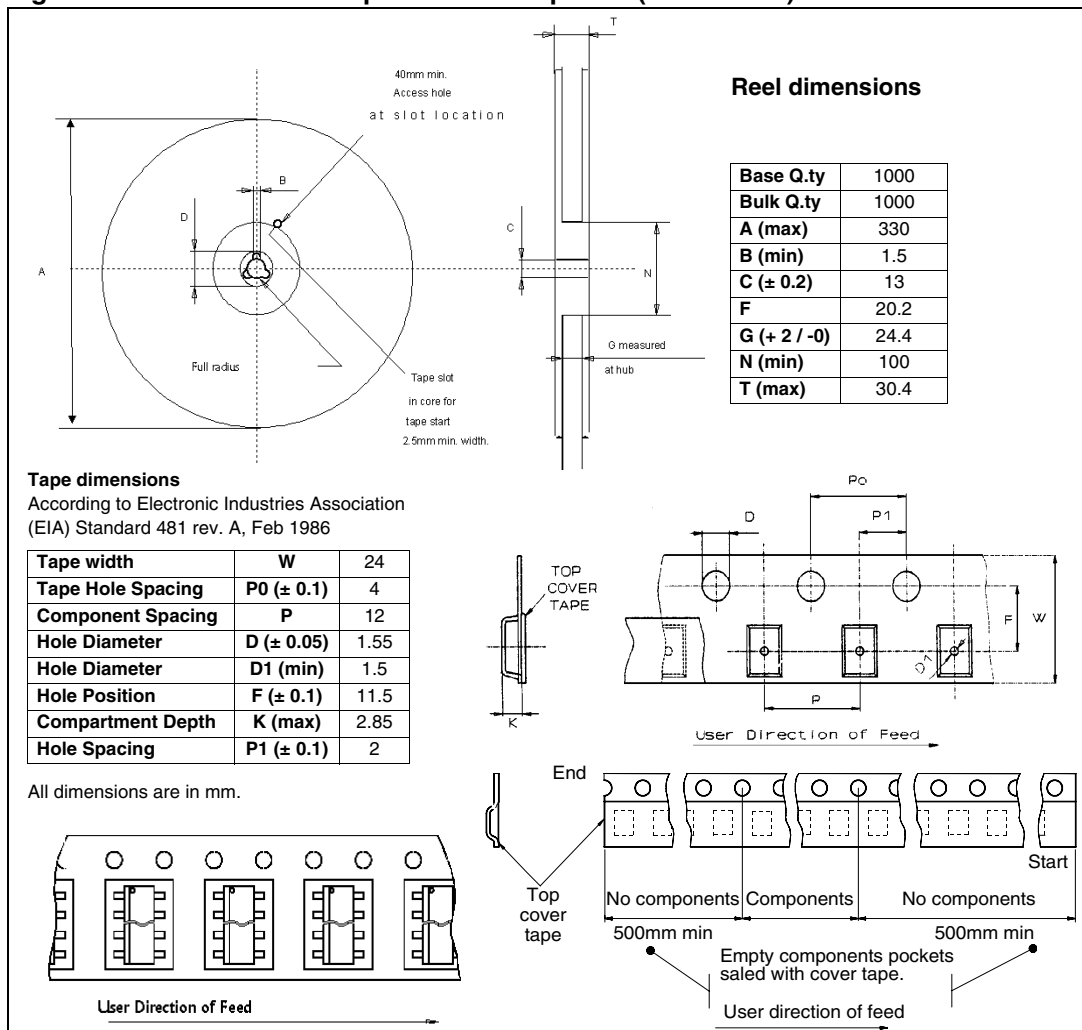 T
40mm min.
Access hole
at slot location
Reel dimensions
Base Q.ty 1000
Bulk Q.ty 1000
A (max) 330
B (min) 1.5
C (± 0.2) 13
F 20.2
G (+ 2 / -0) 24.4
N (min) 100
T (max) 30.4
B
D
C
A
N
Full radius
Tape slot
in core for
tape start
2.5mm min. width.
G measured
at hub
Tape dimensions
According to Electronic Industries Association
(EIA) Standard 481 rev. A, Feb 1986
Tape width W 24
Tape Hole Spacing P0 (± 0.1) 4
Component Spacing P 12
Hole Diameter D (± 0.05) 1.55
Hole Diameter D1 (min) 1.5
Hole Position F (± 0.1) 11.5
Compartment Depth K (max) 2.85
Hole Spacing P1 (± 0.1) 2
All dimensions are in mm.
Po
D
P1
TOP
COVER
TAPE
F
W
D1
K
P
User Direction of Feed
End
Start
Top
cover
tape
No components
Components
No components
500mm min
500mm min
Empty components pockets
saled with cover tape.
User direction of feed
User Direction of Feed